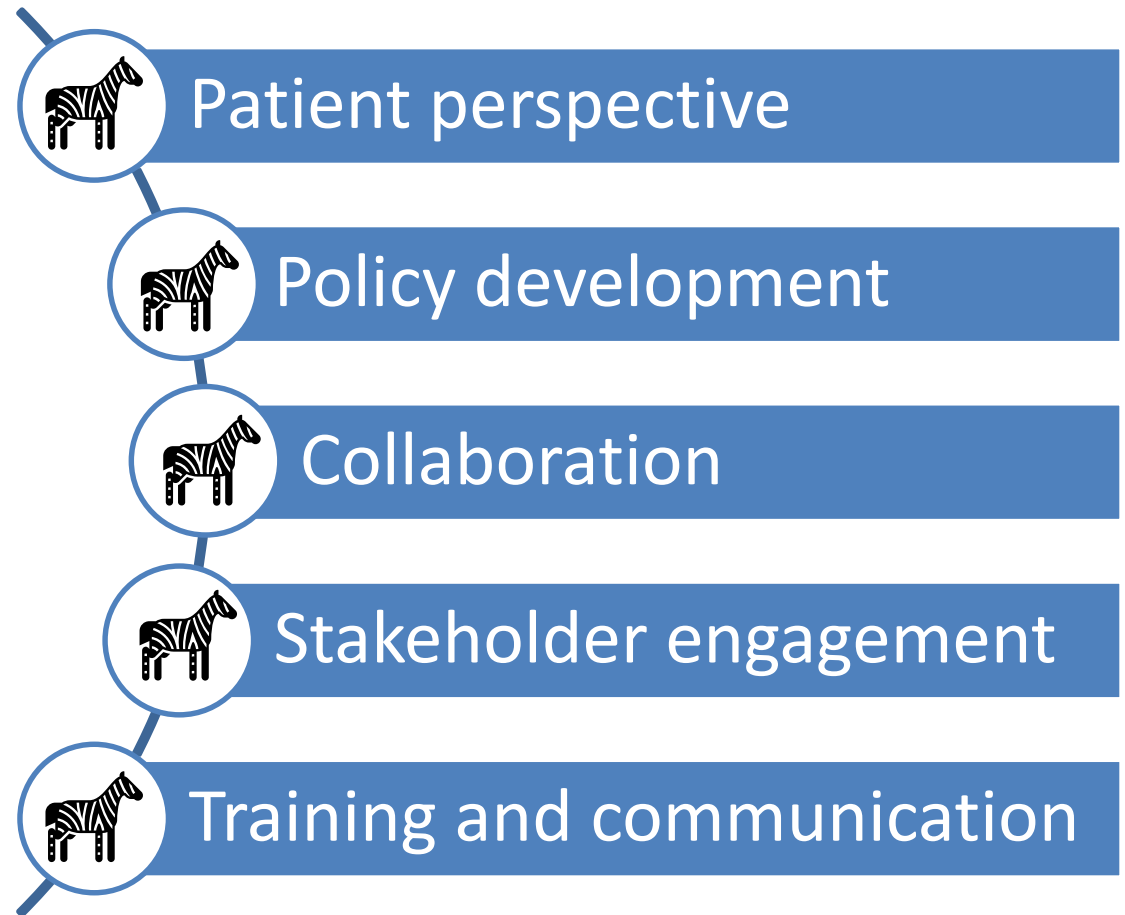 Patient perspective
Policy development
Collaboration
Stakeholder engagement
Training and communication